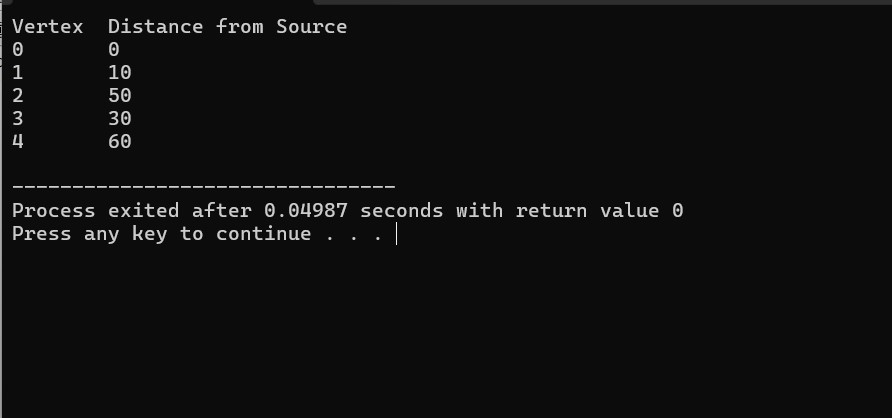 Vertex  Distance from Source
0       0
1       10
2       50
3       30
4       60
--------------------------------
Process exited after 0.04987 seconds with return value 0
Press any key to continue . . .